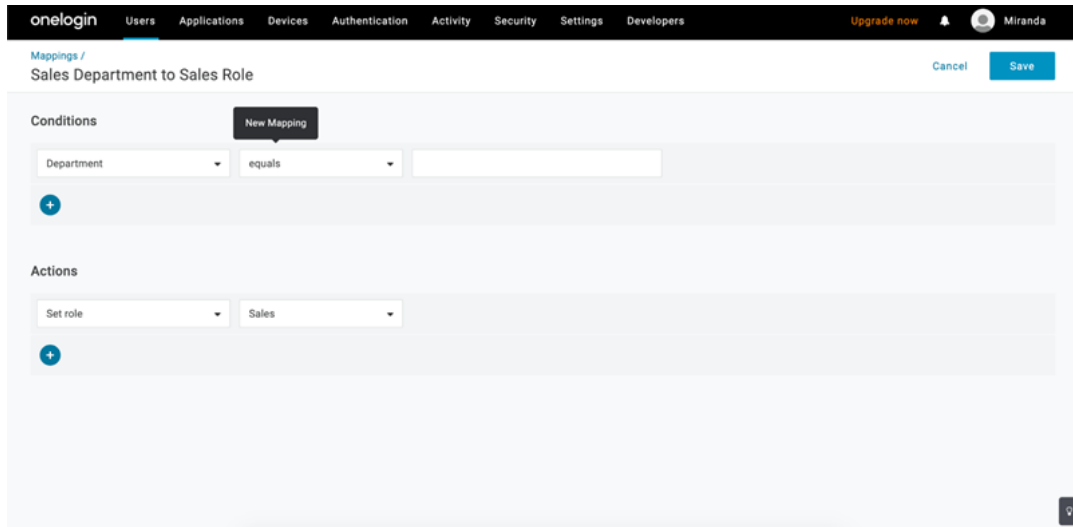 onelogin Users Applications Devices Authentication Activity Security Settings Developers Upgrade now Miranda
Mappings /
Sales Department to Sales Role
Cancel Save
Conditions
New Mapping
Department equals
Actions
Set role Sales